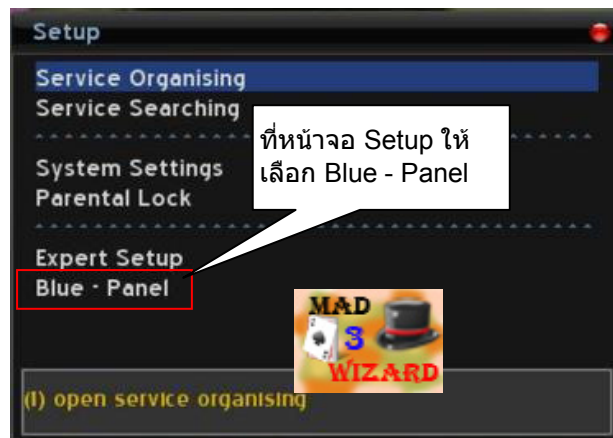 Setup
Service Organising
Service Searching
ที่หน้าจอ Setup ให้
เลือก Blue - Panel
System Settings
Parental Lock
Expert Setup
Blue - Panel
MAD
3
WIZARD
(1) open service organising